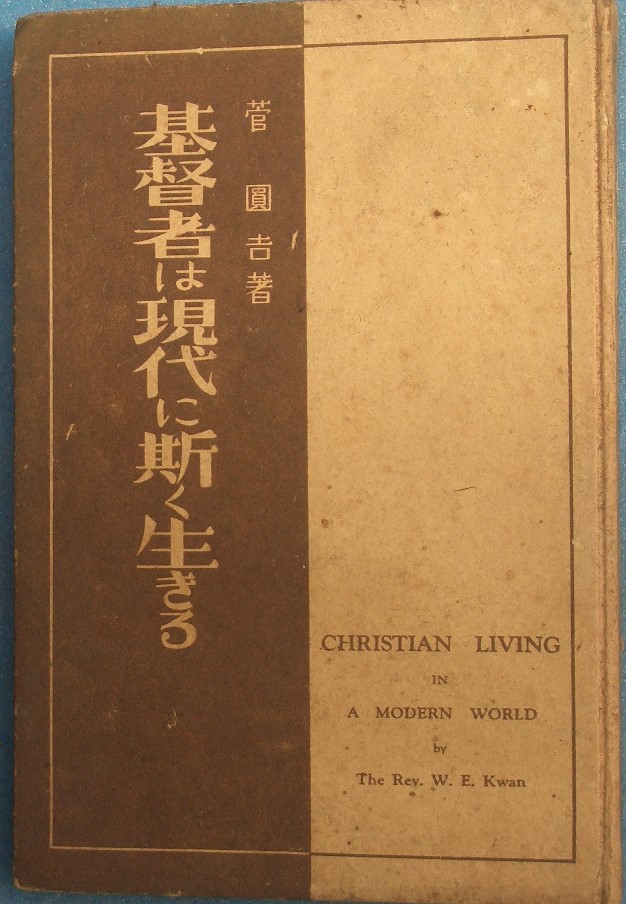 菅圓吉著
基督者は現代に斯く生きる
CHRISTIAN LIVING
IN
A MODERN WORLD
by
The Rev. W. E. Kwan